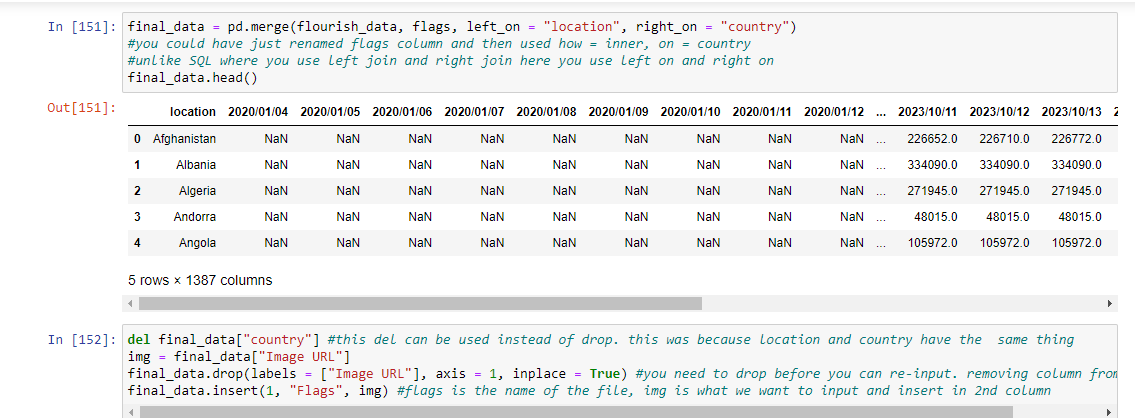 In [151]: final_data = pd.merge(flourish_data, flags, left_on = "location", right_on = "country")
#you could have just renamed flags column and then used how = inner, on = country
#unlike SQL where you use left join and right join here you use left on and right on
final_data.head()
Out[151]:
location 2020/01/04 2020/01/05 2020/01/06 2020/01/07 2020/01/08 2020/01/09 2020/01/10 2020/01/11 2020/01/12 ... 2023/10/11 2023/10/12 2023/10/13 2
0 Afghanistan NaN NaN NaN NaN NaN NaN NaN NaN NaN ... 226652.0 226710.0 226772.0
1 Albania NaN NaN NaN NaN NaN NaN NaN NaN NaN ... 334090.0 334090.0 334090.0
2 Algeria NaN NaN NaN NaN NaN NaN NaN NaN NaN ... 271945.0 271945.0 271945.0
3 Andorra NaN NaN NaN NaN NaN NaN NaN NaN NaN ... 48015.0 48015.0 48015.0
4 Angola NaN NaN NaN NaN NaN NaN NaN NaN NaN ... 105972.0 105972.0 105972.0
5 rows × 1387 columns
In [152]: del final_data["country"] #this del can be used instead of drop. this was because location and country have the  same thing
img = final_data["Image URL"]
final_data.drop(labels = ["Image URL"], axis = 1, inplace = True) #you need to drop before you can re-input. removing column from
final_data.insert(1, "Flags", img) #flags is the name of the file, img is what we want to input and insert in 2nd column